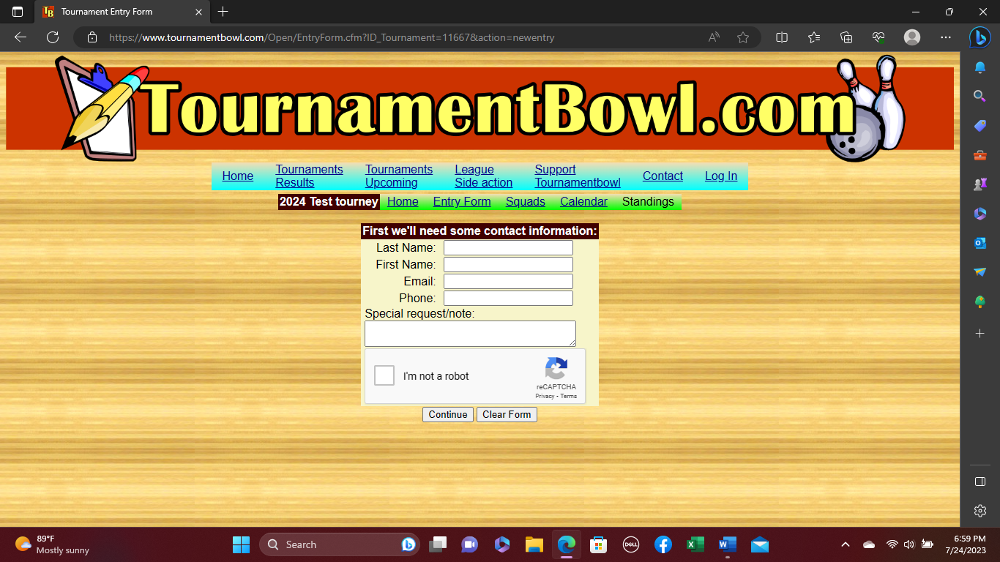 Tournament Entry Form
https://www.tournamentbowl.com/Open/EntryForm.cfm?ID_Tournament=11667&action=newentry
TournamentBowl.com
Home
Tournaments
Results
Tournaments
Upcoming
League
Side action
Support
Tournamentbowl
Contact
Log In
2024 Test tourney Home Entry Form Squads Calendar Standings
First we'll need some contact information:
Last Name:
First Name:
Email:
Phone:
Special request/note:
I'm not a robot
reCAPTCHA
Privacy - Terms
Continue Clear Form
89°F
Mostly sunny
Search
DELL
6:59 PM
7/24/2023